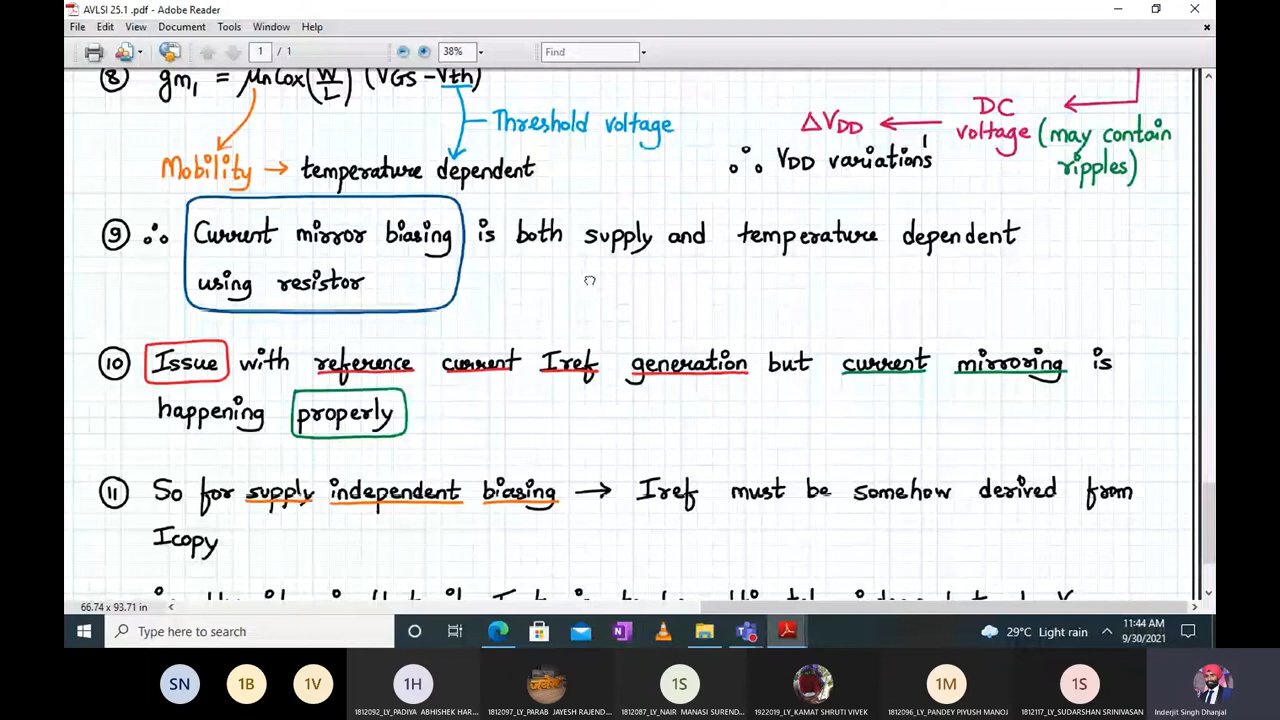 AVLSI 25.1 .pdf - Adobe Reader
File Edit View Document Tools Window Help
1 / 1 38% Find
⑧ gm1 = μnCox(W/L) (VGS - Vth)
Threshold voltage
Mobility → temperature dependent
ΔVDD ← DC voltage (may contain ripples)
∴ VDD variations
⑨ ∴ Current mirror biasing is both supply and temperature dependent
using resistor
⑩ Issue with reference current Iref generation but current mirroring is
happening properly
⑪ So for supply independent biasing → Iref must be somehow derived from
Icopy
66.74 x 93.71 in
Type here to search
29°C Light rain
11:44 AM
9/30/2021
SN 1B 1V 1H 1S 1M 1S
1812092_LY_PADIYA ABHISHEK HAR...
1812097_LY_PARAB JAYESH RAJEND...
1812087_LY_NAIR MANASI SUREND...
1922019_LY_KAMAT SHRUTI VIVEK
1812096_LY_PANDEY PIYUSH MANOJ
1812117_LY_SUDARSHAN SRINIVASAN
Inderjit Singh Dhanjal